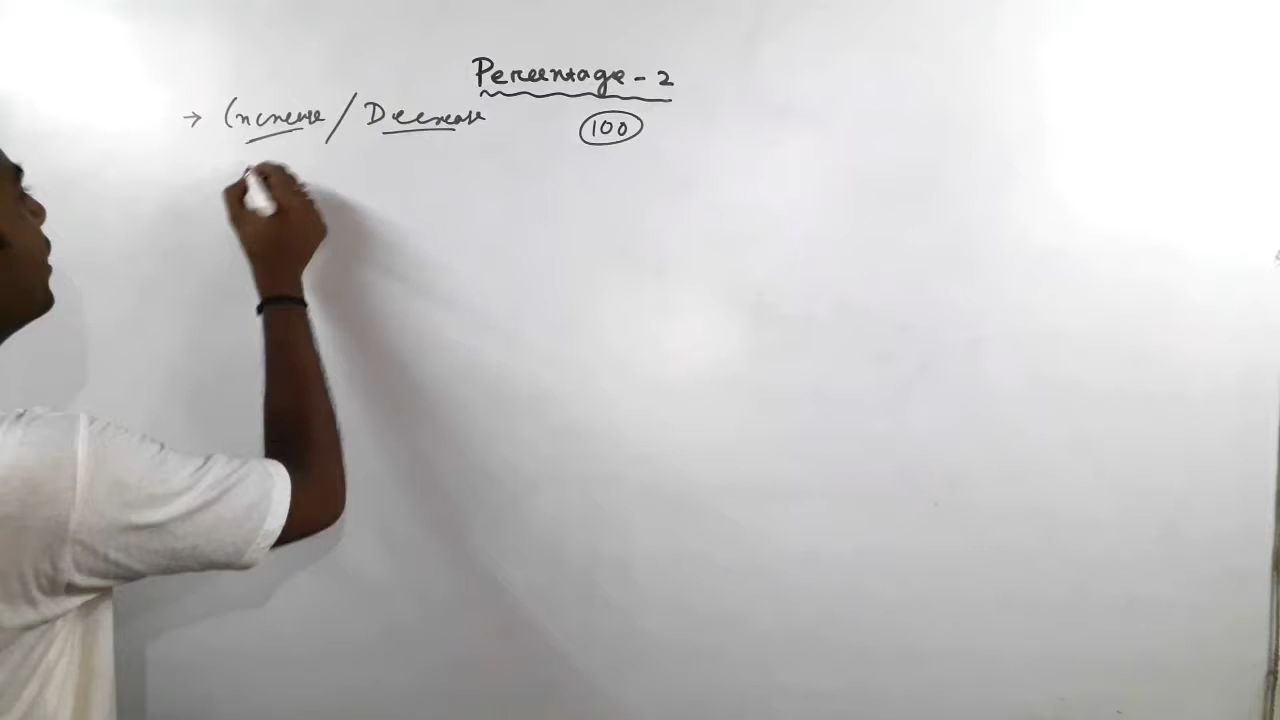 Percentage - 2
→ Increase / Decrease
100